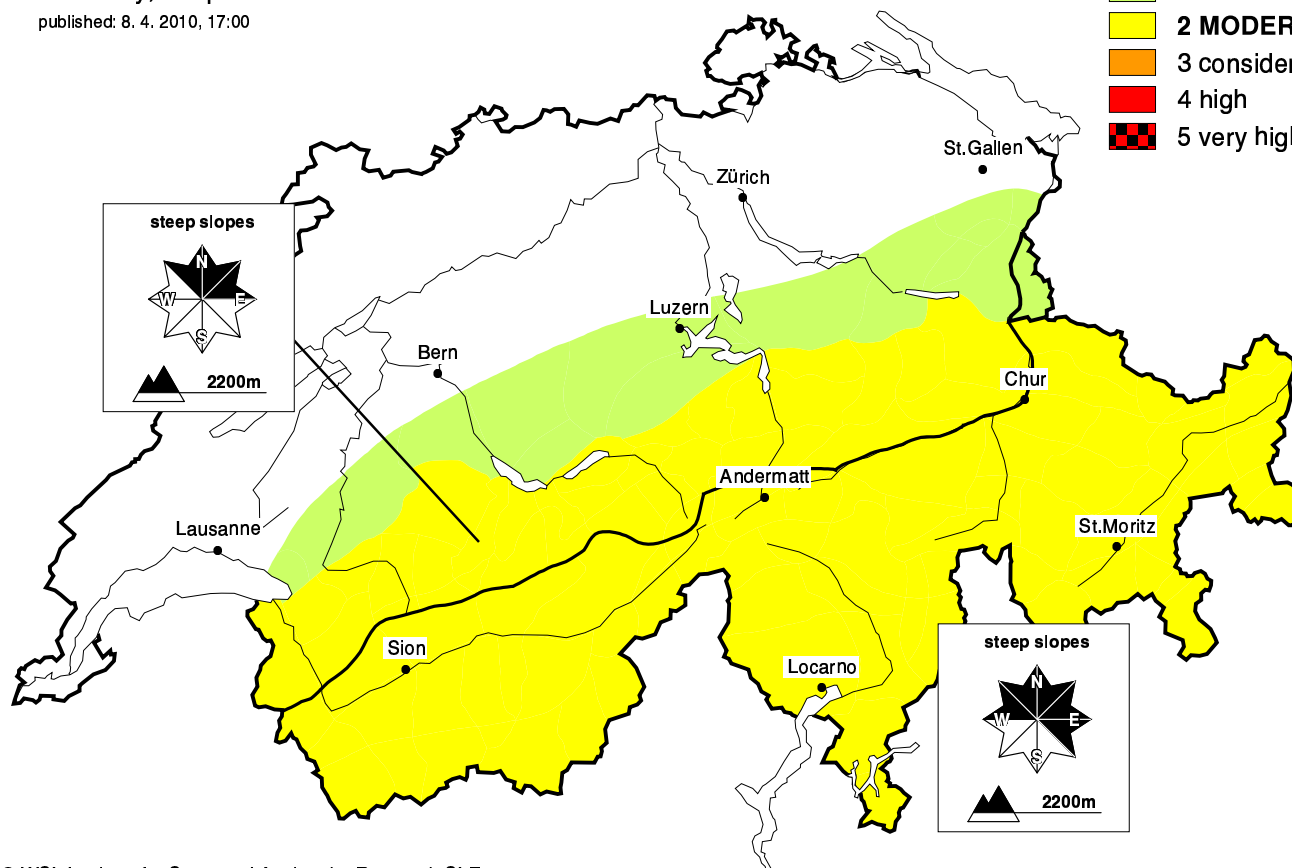 published: 8. 4. 2010, 17:00
2 MODER
3 consider
4 high
5 very high
St.Gallen
Zürich
steep slopes
N
W E
S
2200m
Luzern
Bern
Chur
Andermatt
Lausanne
St.Moritz
Sion
Locarno
steep slopes
N
W E
S
2200m